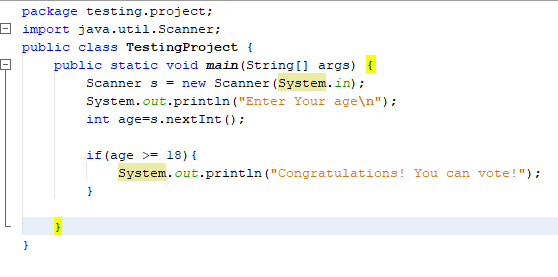 package testing.project;
import java.util.Scanner;
public class TestingProject {
    public static void main(String[] args) {
        Scanner s = new Scanner(System.in);
        System.out.println("Enter Your age\n");
        int age=s.nextInt();

        if(age >= 18){
            System.out.println("Congratulations! You can vote!");
        }

    }
}